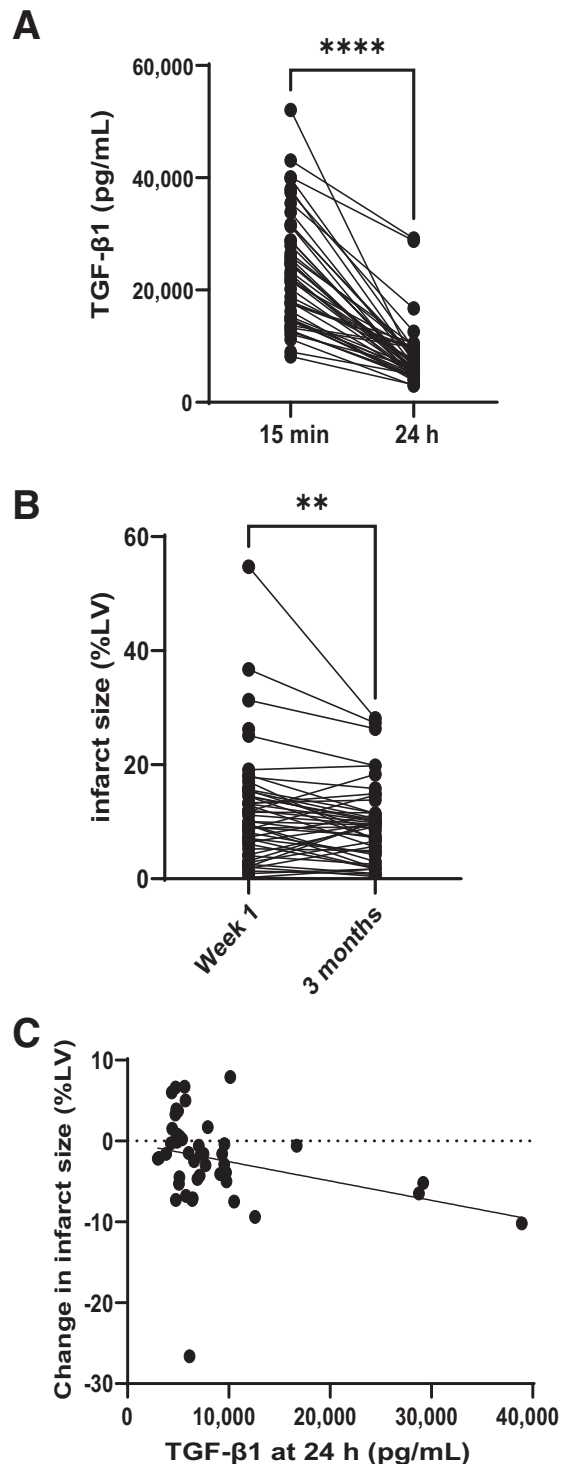 A
****
60,000
40,000
20,000
0
TGF-β1 (pg/mL)
15 min
24 h
B
**
60
40
20
0
infarct size (%LV)
Week 1
3 months
C
10
0
-10
-20
-30
Change in infarct size (%LV)
0
10,000
20,000
30,000
40,000
TGF-β1 at 24 h (pg/mL)